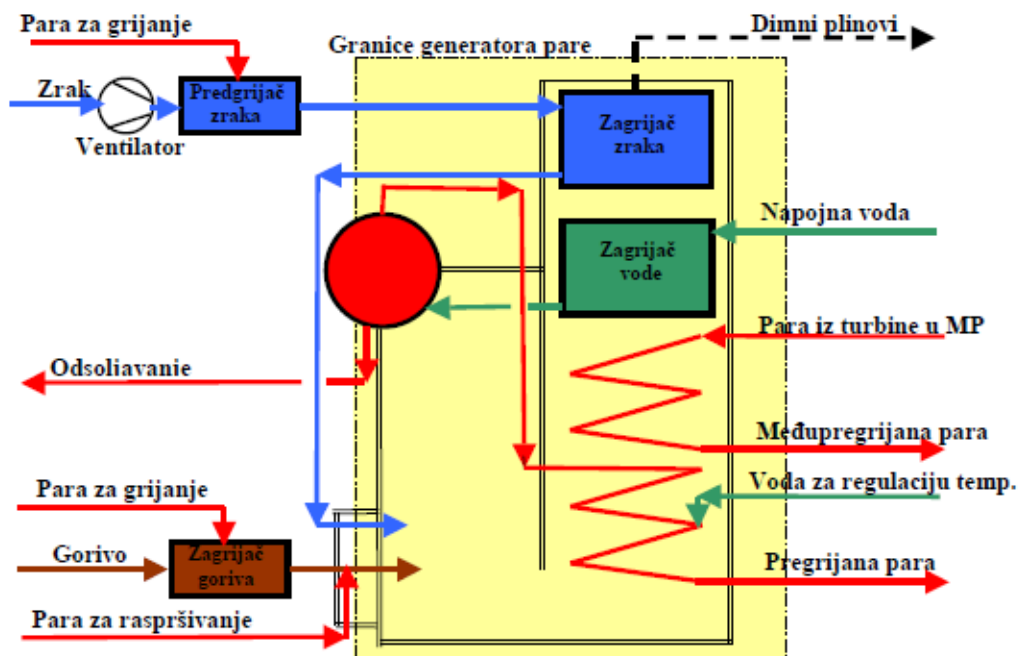 Para za grijanje
Granice generatora pare
Dimni plinovi
Zrak
Predgrijač
zraka
Zagrijač
zraka
Ventilator
Napojna voda
Zagrijač
vode
Para iz turbine u MP
Odsoliavanje
Međupregrijana para
Para za grijanje
Voda za regulaciju temp.
Gorivo
Zagrijač
goriva
Pregrijana para
Para za raspršivanje